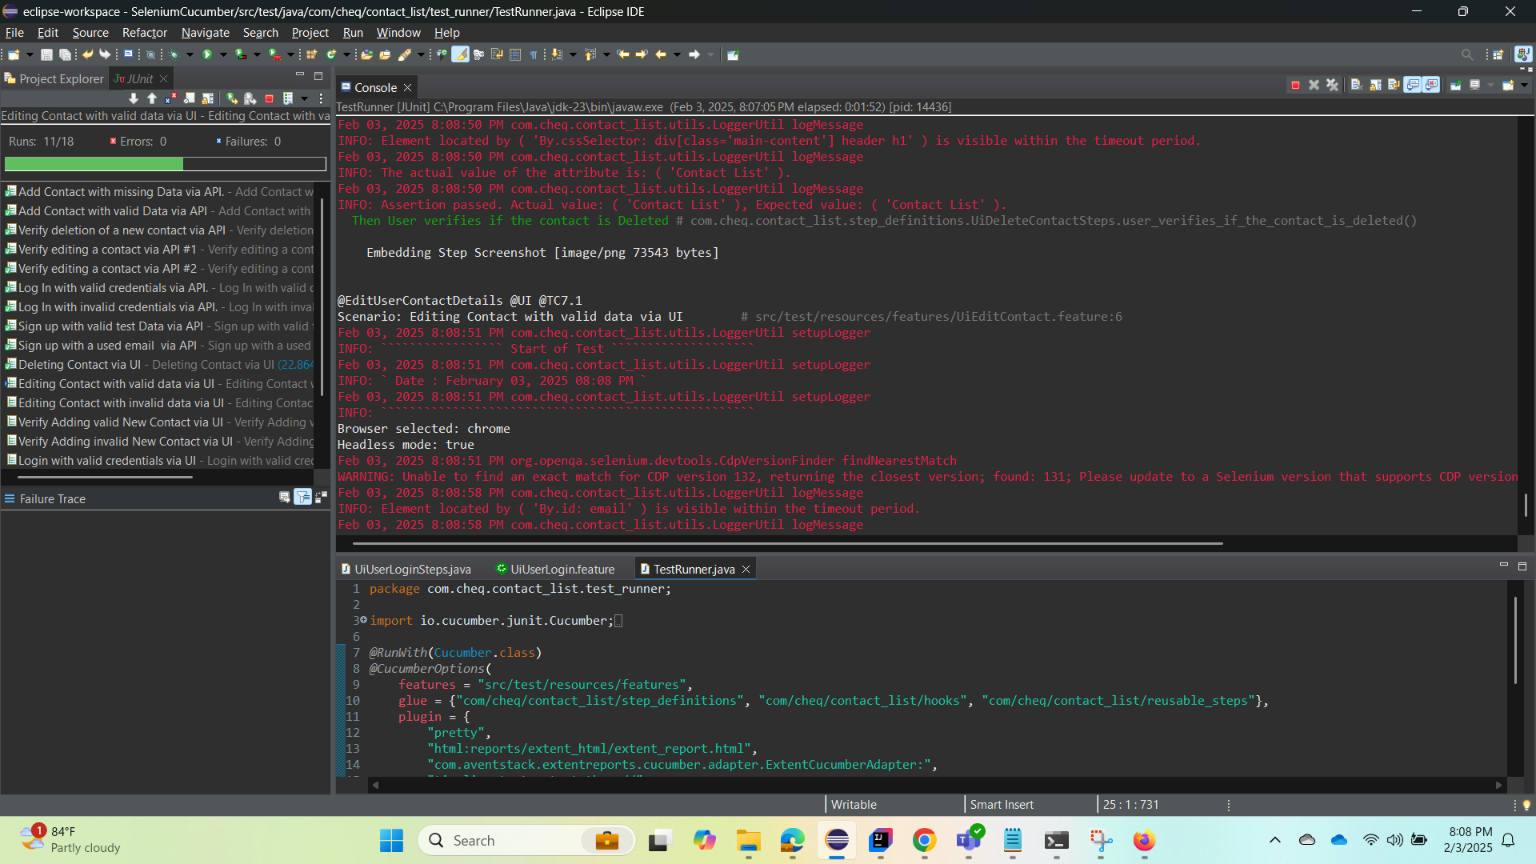 eclipse-workspace - SeleniumCucumber/src/test/java/com/cheq/contact_list/test_runner/TestRunner.java - Eclipse IDE
File Edit Source Refactor Navigate Search Project Run Window Help
Project Explorer JUnit
Editing Contact with valid data via UI - Editing Contact with va
Runs: 11/18 Errors: 0 Failures: 0
Add Contact with missing Data via API. - Add Contact w
Add Contact with valid Data via API - Add Contact with
Verify deletion of a new contact via API - Verify deletion
Verify editing a contact via API #1 - Verify editing a cont
Verify editing a contact via API #2 - Verify editing a cont
Log In with valid credentials via API. - Log In with valid c
Log In with invalid credentials via API. - Log In with inva
Sign up with valid test Data via API - Sign up with valid
Sign up with a used email  via API - Sign up with a used
Deleting Contact via UI - Deleting Contact via UI (22.864
Editing Contact with valid data via UI - Editing Contact
Editing Contact with invalid data via UI - Editing Contac
Verify Adding valid New Contact via UI - Verify Adding
Verify Adding invalid New Contact via UI - Verify Adding
Login with valid credentials via UI - Login with valid cre
Failure Trace
Console
TestRunner [JUnit] C:\Program Files\Java\jdk-23\bin\javaw.exe (Feb 3, 2025, 8:07:05 PM elapsed: 0:01:52) [pid: 14436]
Feb 03, 2025 8:08:50 PM com.cheq.contact_list.utils.LoggerUtil logMessage
INFO: Element located by ( 'By.cssSelector: div[class='main-content'] header h1' ) is visible within the timeout period.
Feb 03, 2025 8:08:50 PM com.cheq.contact_list.utils.LoggerUtil logMessage
INFO: The actual value of the attribute is: ( 'Contact List' ).
Feb 03, 2025 8:08:50 PM com.cheq.contact_list.utils.LoggerUtil logMessage
INFO: Assertion passed. Actual value: ( 'Contact List' ), Expected value: ( 'Contact List' ).
Then User verifies if the contact is Deleted # com.cheq.contact_list.step_definitions.UiDeleteContactSteps.user_verifies_if_the_contact_is_deleted()
Embedding Step Screenshot [image/png 73543 bytes]
@EditUserContactDetails @UI @TC7.1
Scenario: Editing Contact with valid data via UI # src/test/resources/features/UiEditContact.feature:6
Feb 03, 2025 8:08:51 PM com.cheq.contact_list.utils.LoggerUtil setupLogger
INFO: ````````````````` Start of Test ````````````````````
Feb 03, 2025 8:08:51 PM com.cheq.contact_list.utils.LoggerUtil setupLogger
INFO: ` Date : February 03, 2025 08:08 PM `
Feb 03, 2025 8:08:51 PM com.cheq.contact_list.utils.LoggerUtil setupLogger
INFO: ````````````````````````````````````````````````````
Browser selected: chrome
Headless mode: true
Feb 03, 2025 8:08:51 PM org.openqa.selenium.devtools.CdpVersionFinder findNearestMatch
WARNING: Unable to find an exact match for CDP version 132, returning the closest version; found: 131; Please update to a Selenium version that supports CDP version
Feb 03, 2025 8:08:58 PM com.cheq.contact_list.utils.LoggerUtil logMessage
INFO: Element located by ( 'By.id: email' ) is visible within the timeout period.
Feb 03, 2025 8:08:58 PM com.cheq.contact_list.utils.LoggerUtil logMessage
UiUserLoginSteps.java UiUserLogin.feature TestRunner.java
1 package com.cheq.contact_list.test_runner;
2
3 import io.cucumber.junit.Cucumber;
6
7 @RunWith(Cucumber.class)
8 @CucumberOptions(
9 features = "src/test/resources/features",
10 glue = {"com/cheq/contact_list/step_definitions", "com/cheq/contact_list/hooks", "com/cheq/contact_list/reusable_steps"},
11 plugin = {
12 "pretty",
13 "html:reports/extent_html/extent_report.html",
14 "com.aventstack.extentreports.cucumber.adapter.ExtentCucumberAdapter:",
Writable Smart Insert 25 : 1 : 731
1
84°F
Partly cloudy
Search
8:08 PM
2/3/2025